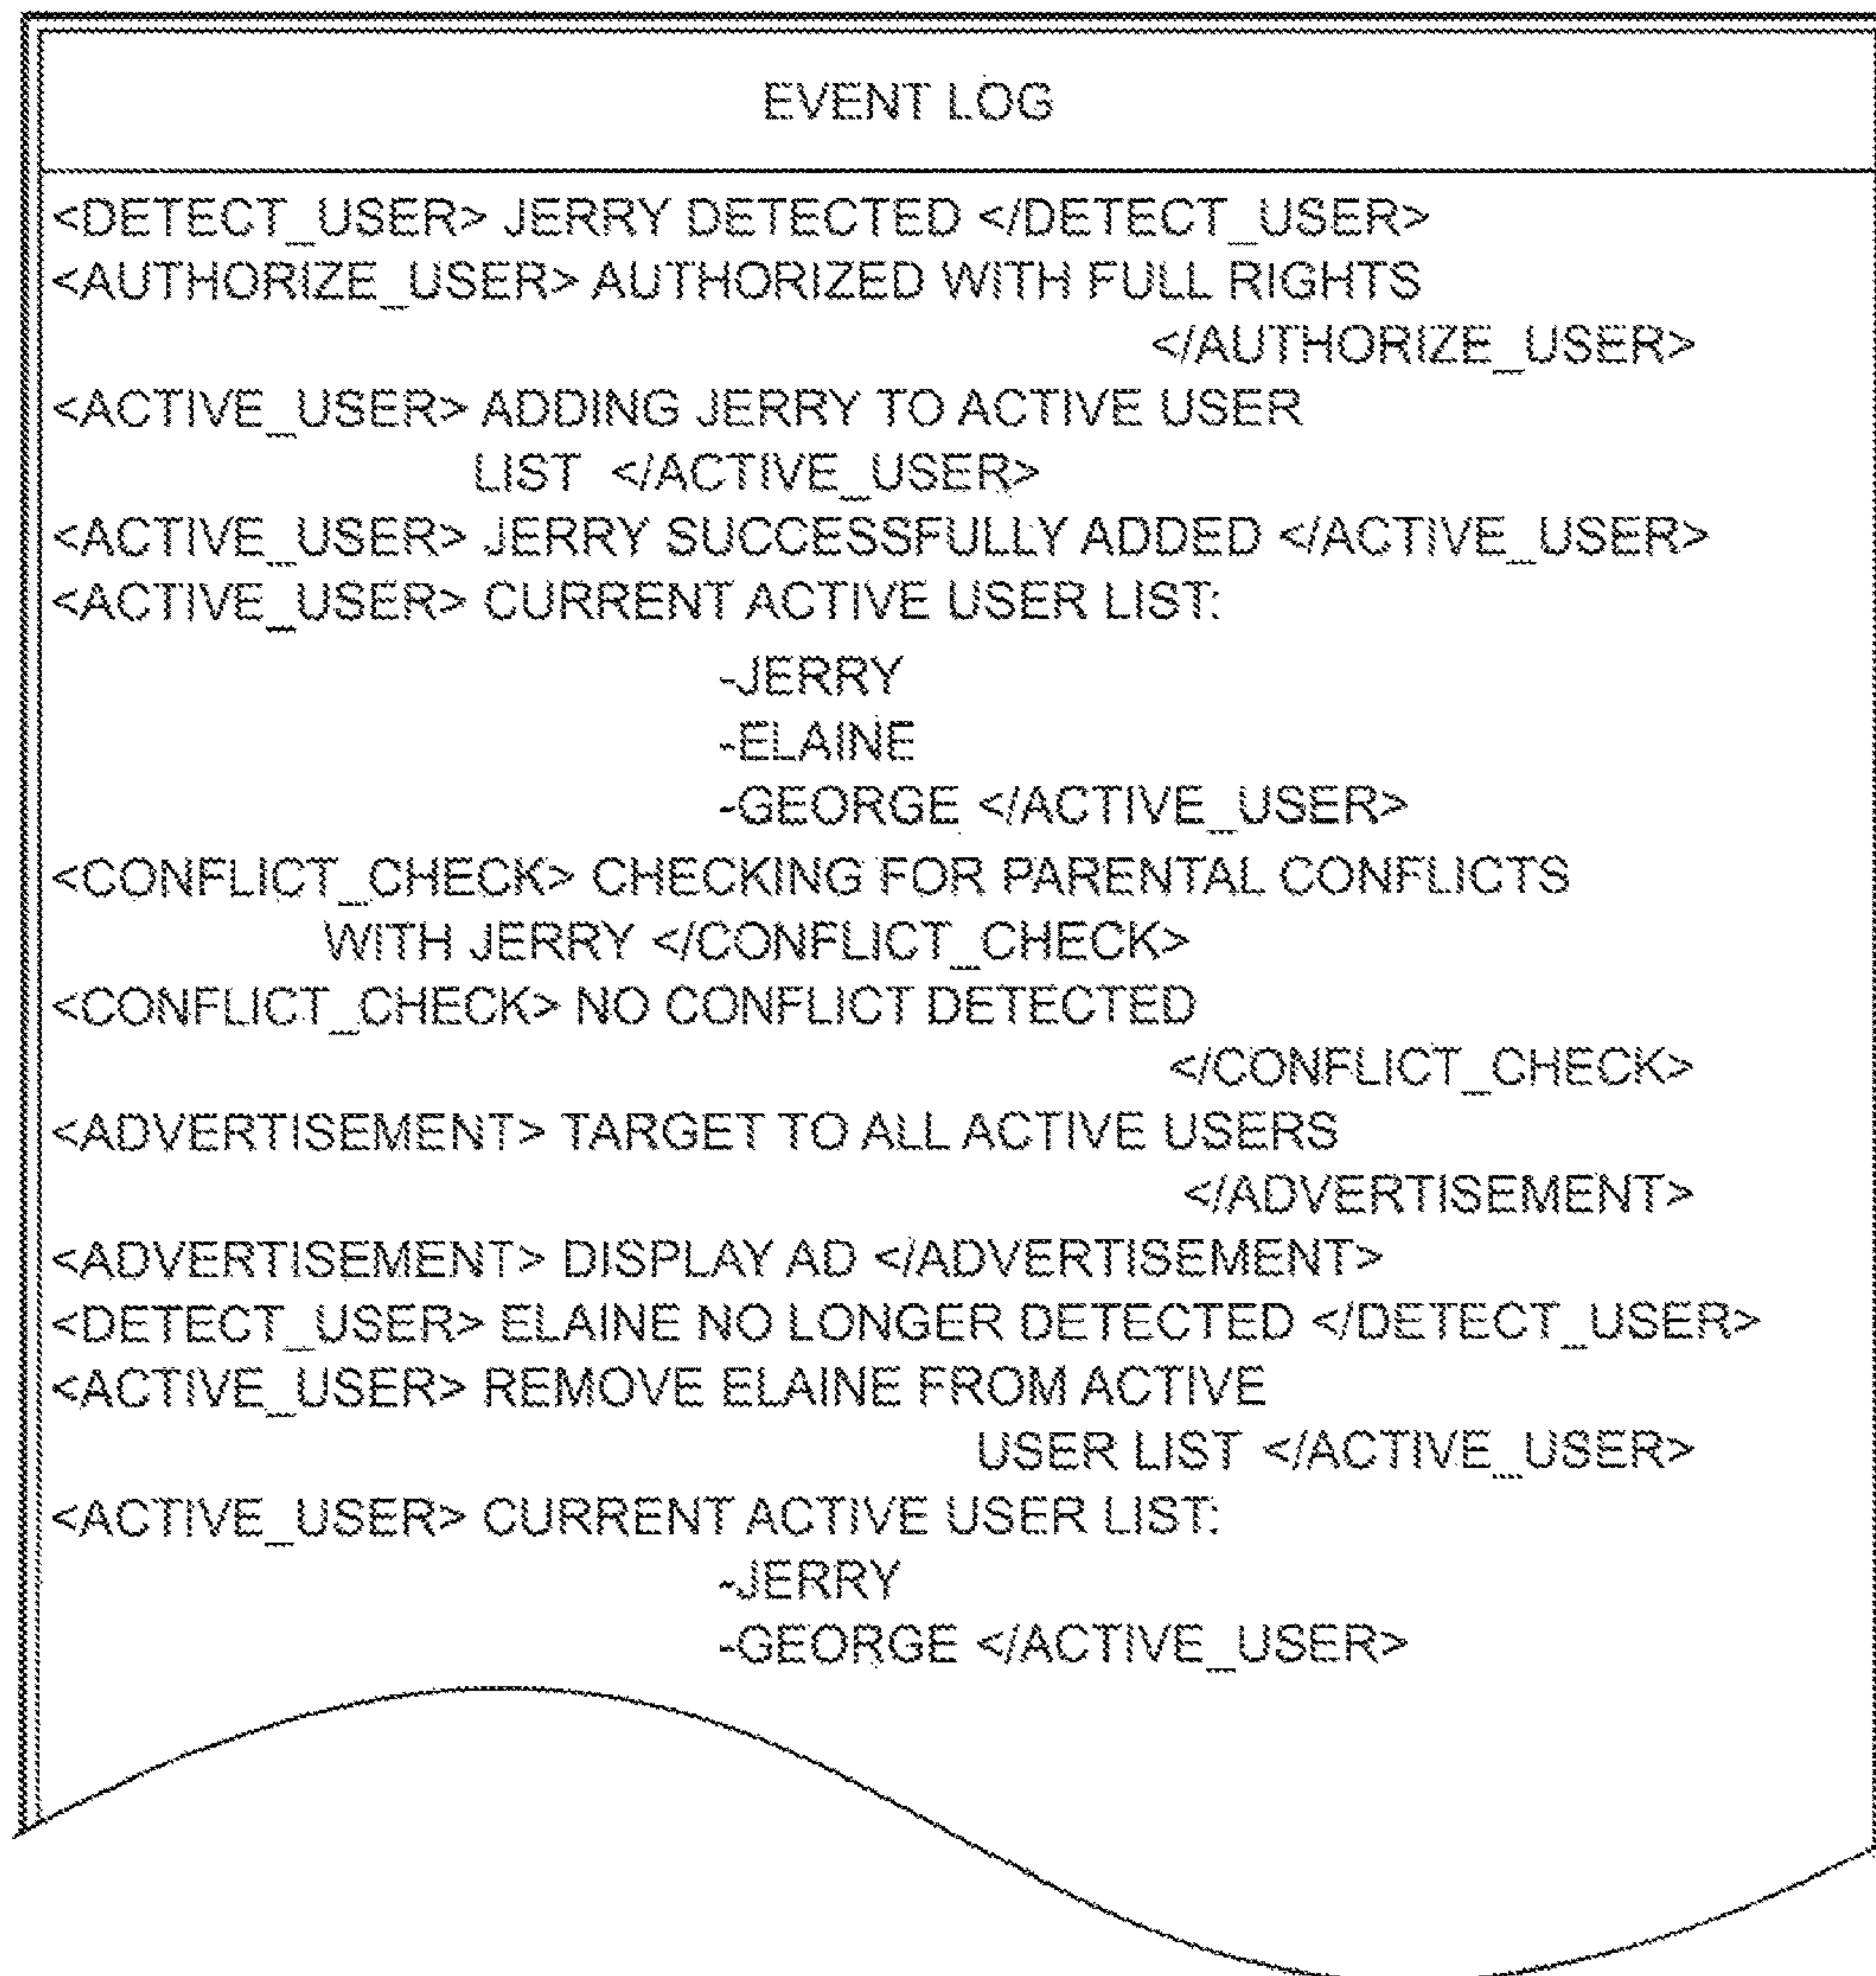 EVENT LOG
<DETECT_USER> JERRY DETECTED </DETECT_USER>
<AUTHORIZE_USER> AUTHORIZED WITH FULL RIGHTS
</AUTHORIZE_USER>
<ACTIVE_USER> ADDING JERRY TO ACTIVE USER
LIST </ACTIVE_USER>
<ACTIVE_USER> JERRY SUCCESSFULLY ADDED </ACTIVE_USER>
<ACTIVE_USER> CURRENT ACTIVE USER LIST:
-JERRY
-ELAINE
-GEORGE </ACTIVE_USER>
<CONFLICT_CHECK> CHECKING FOR PARENTAL CONFLICTS
WITH JERRY </CONFLICT_CHECK>
<CONFLICT_CHECK> NO CONFLICT DETECTED
</CONFLICT_CHECK>
<ADVERTISEMENT> TARGET TO ALL ACTIVE USERS
</ADVERTISEMENT>
<ADVERTISEMENT> DISPLAY AD </ADVERTISEMENT>
<DETECT_USER> ELAINE NO LONGER DETECTED </DETECT_USER>
<ACTIVE_USER> REMOVE ELAINE FROM ACTIVE
USER LIST </ACTIVE_USER>
<ACTIVE_USER> CURRENT ACTIVE USER LIST:
-JERRY
-GEORGE </ACTIVE_USER>